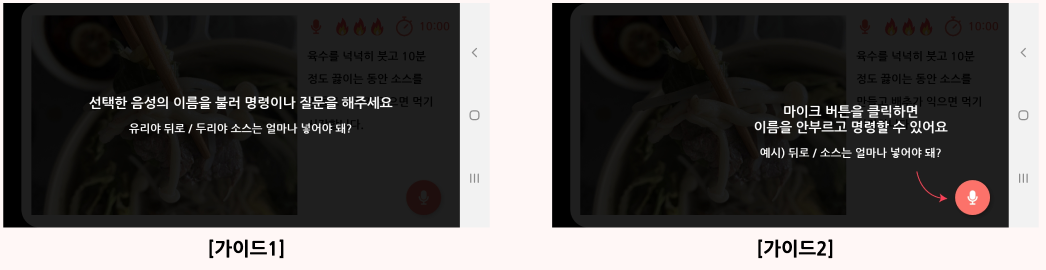 10:00
육수를 넉넉히 붓고 10분
정도 끓이는 동안 소스를
으면 먹기
다.
선택한 음성의 이름을 불러 명령이나 질문을 해주세요
유리야 뒤로 / 두리야 소스는 얼마나 넣어야 돼?
[가이드1]
10:00
육수를 넉넉히 붓고 10분
정도 끓이는 동안 소스를
만들고 배추가 익으면 먹기
마이크 버튼을 클릭하면
이름을 안부르고 명령할 수 있어요
예시) 뒤로 / 소스는 얼마나 넣어야 돼?
[가이드2]